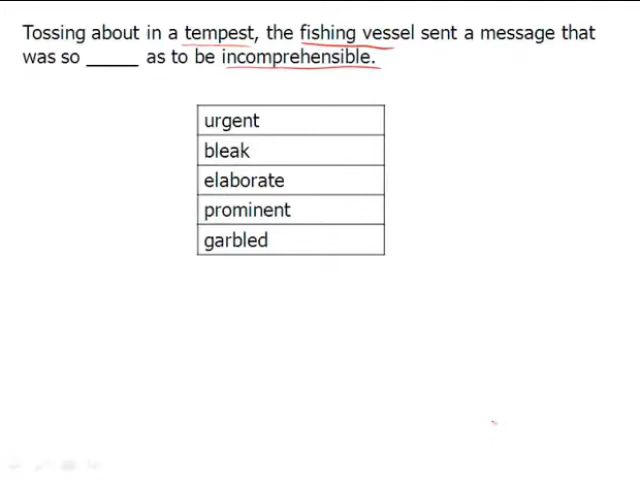 Tossing about in a tempest, the fishing vessel sent a message that
was so _____ as to be incomprehensible.
urgent
bleak
elaborate
prominent
garbled